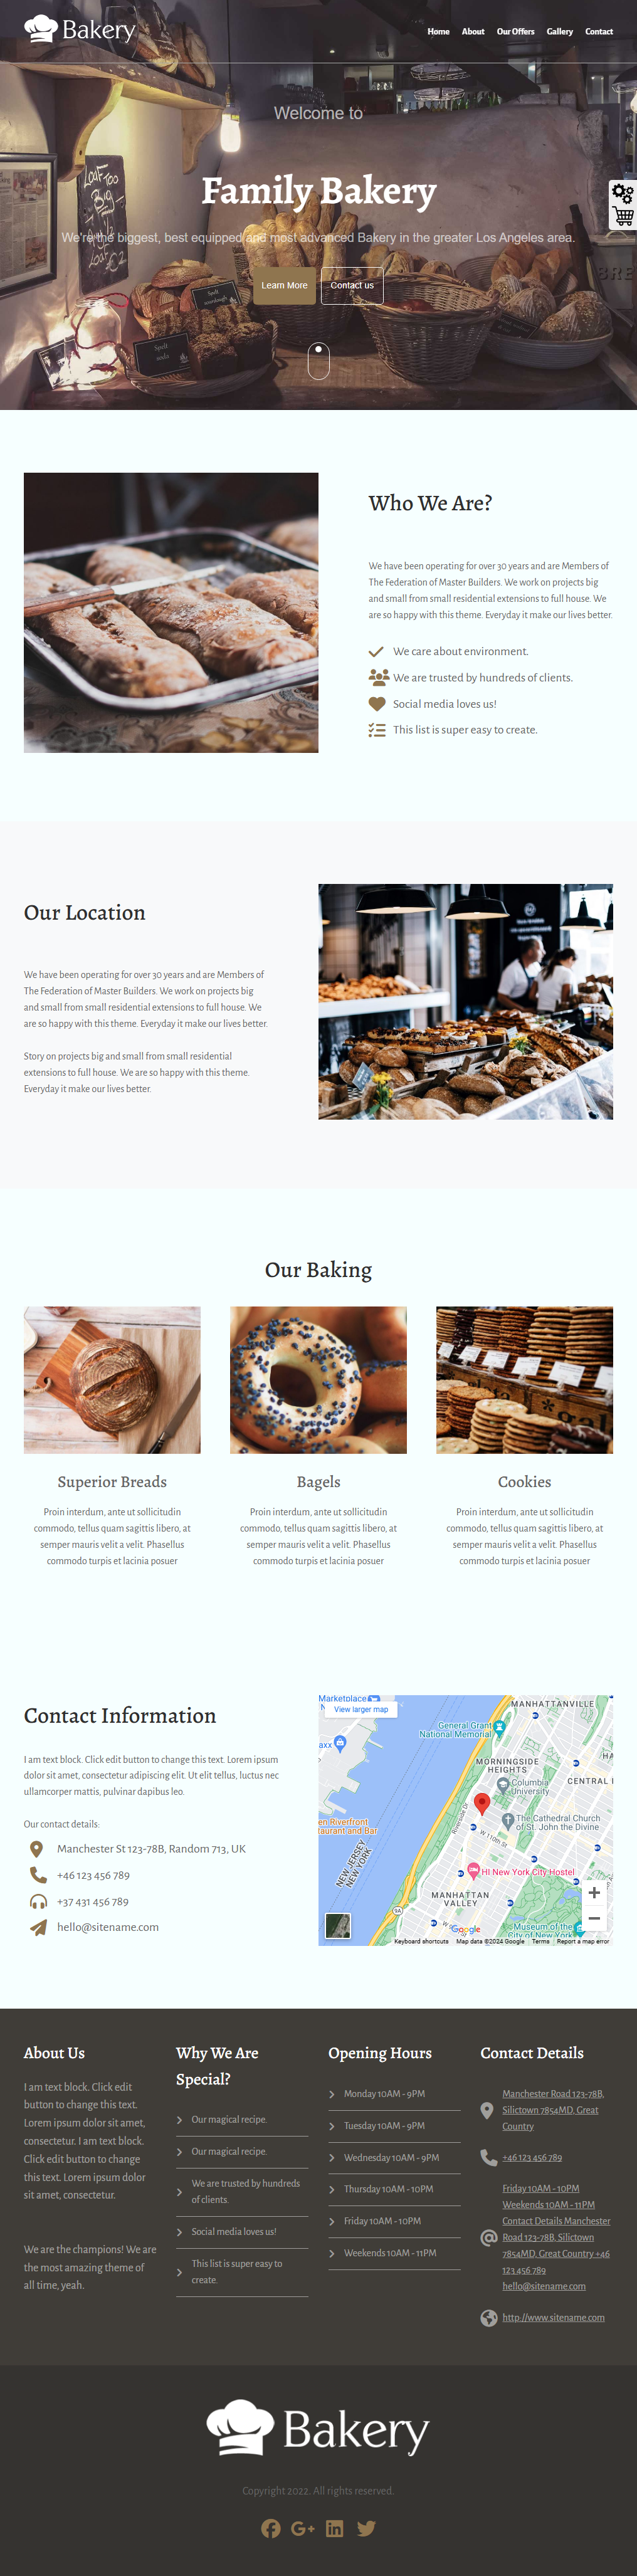 Bakery
Home About Our Offers Gallery Contact
Welcome to
Family Bakery
We're the biggest, best equipped and most advanced Bakery in the greater Los Angeles area.
Learn More
Contact us
Who We Are?
We have been operating for over 30 years and are Members of
The Federation of Master Builders. We work on projects big
and small from small residential extensions to full house. We
are so happy with this theme. Everyday it make our lives better.
We care about environment.
We are trusted by hundreds of clients.
Social media loves us!
This list is super easy to create.
Our Location
We have been operating for over 30 years and are Members of
The Federation of Master Builders. We work on projects big
and small from small residential extensions to full house. We
are so happy with this theme. Everyday it make our lives better.
Story on projects big and small from small residential
extensions to full house. We are so happy with this theme.
Everyday it make our lives better.
Our Baking
Superior Breads
Proin interdum, ante ut sollicitudin
commodo, tellus quam sagittis libero, at
semper mauris velit a velit. Phasellus
commodo turpis et lacinia posuer
Bagels
Proin interdum, ante ut sollicitudin
commodo, tellus quam sagittis libero, at
semper mauris velit a velit. Phasellus
commodo turpis et lacinia posuer
Cookies
Proin interdum, ante ut sollicitudin
commodo, tellus quam sagittis libero, at
semper mauris velit a velit. Phasellus
commodo turpis et lacinia posuer
Contact Information
I am text block. Click edit button to change this text. Lorem ipsum
dolor sit amet, consectetur adipiscing elit. Ut elit tellus, luctus nec
ullamcorper mattis, pulvinar dapibus leo.
Our contact details:
Manchester St 123-78B, Random 713, UK
+46 123 456 789
+37 431 456 789
hello@sitename.com
Marketplace
View larger map
MANHATTANVILLE
General Grant
National Memorial
MORNINGSIDE
HEIGHTS
Columbia
University
CENTRAL
The Cathedral Church
of St. John the Divine
Riverside Dr
W 110th St
NEW JERSEY
NEW YORK
HI New York City Hostel
MANHATTAN
VALLEY
9A
Google
Museum of the
City of New York
Keyboard shortcuts Map data ©2024 Google Terms Report a map error
About Us
I am text block. Click edit
button to change this text.
Lorem ipsum dolor sit amet,
consectetur. I am text block.
Click edit button to change
this text. Lorem ipsum dolor
sit amet, consectetur.
We are the champions! We are
the most amazing theme of
all time, yeah.
Why We Are
Special?
Our magical recipe.
Our magical recipe.
We are trusted by hundreds
of clients.
Social media loves us!
This list is super easy to
create.
Opening Hours
Monday 10AM - 9PM
Tuesday 10AM - 9PM
Wednesday 10AM - 9PM
Thursday 10AM - 10PM
Friday 10AM - 10PM
Weekends 10AM - 11PM
Contact Details
Manchester Road 123-78B,
Silictown 7854MD, Great
Country
+46 123 456 789
Friday 10AM - 10PM
Weekends 10AM - 11PM
Contact Details Manchester
Road 123-78B, Silictown
7854MD, Great Country +46
123 456 789
hello@sitename.com
http://www.sitename.com
Bakery
Copyright 2022. All rights reserved.